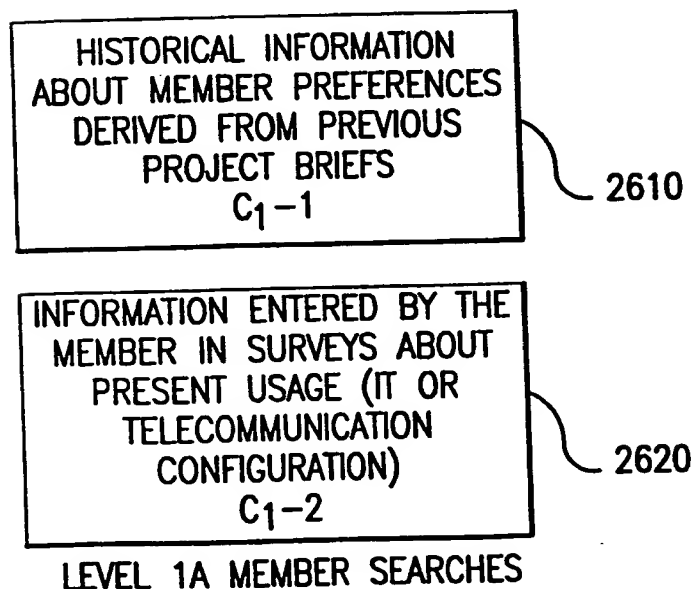 HISTORICAL INFORMATION
ABOUT MEMBER PREFERENCES
DERIVED FROM PREVIOUS
PROJECT BRIEFS
C1-1
2610
INFORMATION ENTERED BY THE
MEMBER IN SURVEYS ABOUT
PRESENT USAGE (IT OR
TELECOMMUNICATION
CONFIGURATION)
C1-2
2620
LEVEL 1A MEMBER SEARCHES